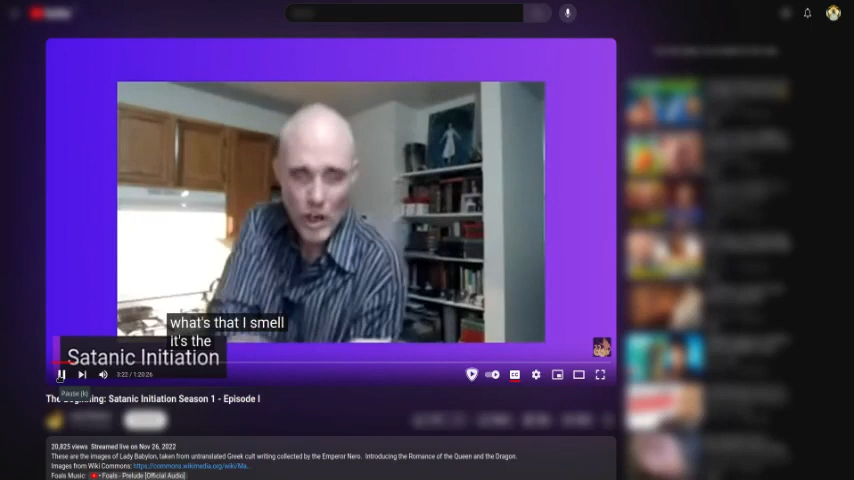 what's that I smell
it's the
Satanic Initiation
3:22 / 1:20:26
Pause (k)
The Beginning: Satanic Initiation Season 1 - Episode I
20,825 views Streamed live on Nov 26, 2022
These are the images of Lady Babylon, taken from untranslated Greek cult writing collected by the Emperor Nero. Introducing the Romance of the Queen and the Dragon.
Images from Wiki Commons: https://commons.wikimedia.org/wiki/Ma...
Foals Music: • Foals - Prelude [Official Audio]